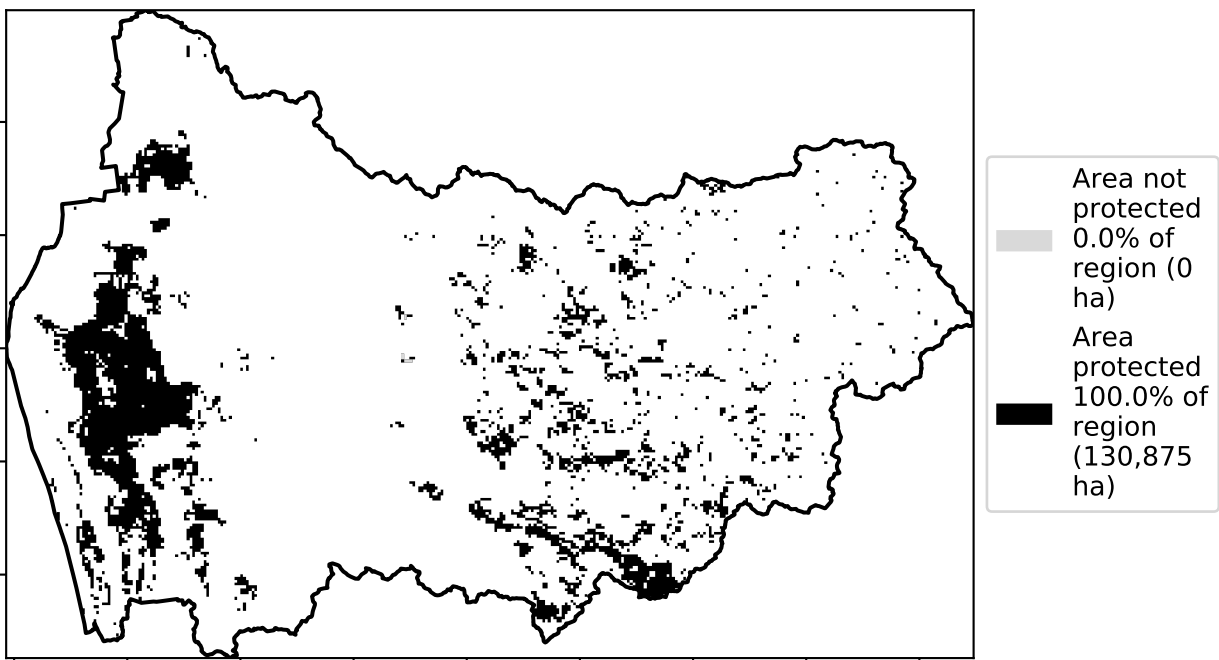 Area not
protected
0.0% of
region (0
ha)
Area
protected
100.0% of
region
(130,875
ha)